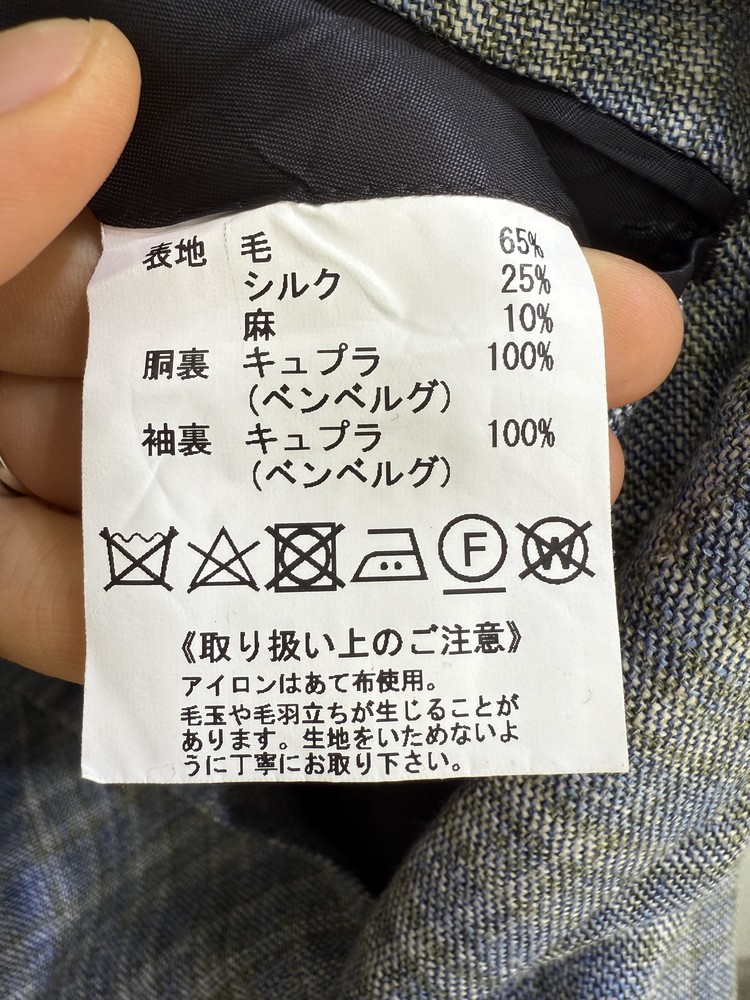 表地 毛 65%
シルク 25%
麻 10%
胴裏 キュプラ 100%
(ベンベルグ)
袖裏 キュプラ 100%
(ベンベルグ)
F W
《取り扱い上のご注意》
アイロンはあて布使用。
毛玉や毛羽立ちが生じることが
あります。生地をいためないよ
うに丁寧にお取り下さい。